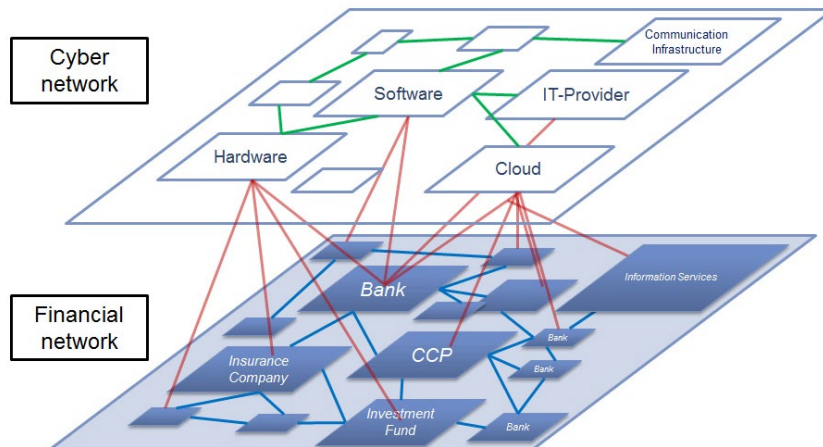 Cyber
network
Communication
Infrastructure
Software
IT-Provider
Hardware
Cloud
Financial
network
Bank
Information Services
Insurance
Company
CCP
Bank
Bank
Investment
Fund
Bank